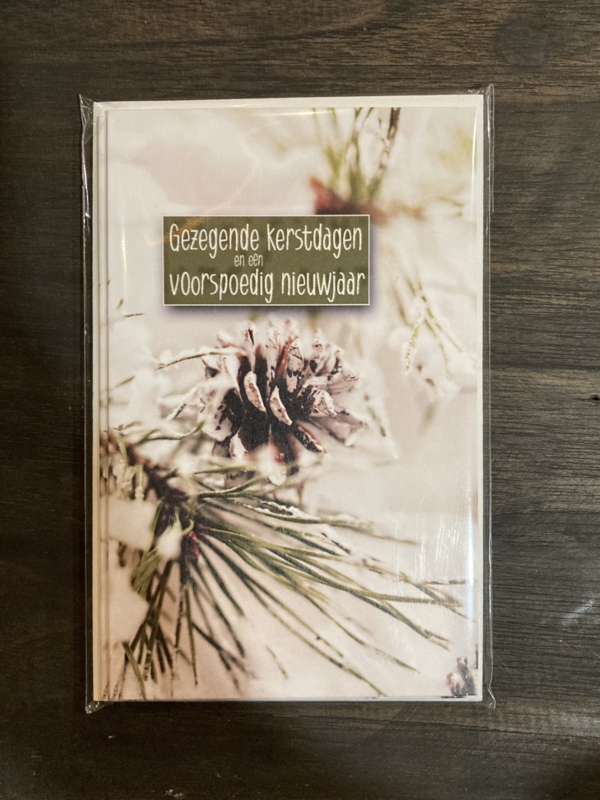 Gezegende kerstdagen
en een
voorspoedig nieuwjaar